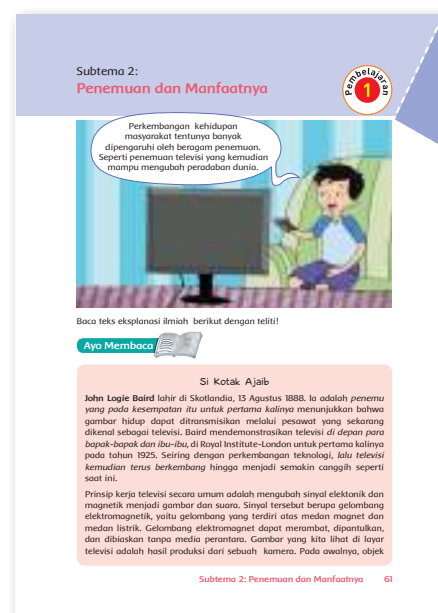 Subtema 2:
Penemuan dan Manfaatnya
Pembelajaran
1
Perkembangan kehidupan
masyarakat tentunya banyak
dipengaruhi oleh beragam penemuan.
Seperti penemuan televisi yang kemudian
mampu mengubah peradaban dunia.
Baca teks eksplanasi ilmiah berikut dengan teliti!
Ayo Membaca
Si Kotak Ajaib
John Logie Baird lahir di Skotlandia, 13 Agustus 1888. Ia adalah penemu
yang pada kesempatan itu untuk pertama kalinya menunjukkan bahwa
gambar hidup dapat ditransmisikan melalui pesawat yang sekarang
dikenal sebagai televisi. Baird mendemonstrasikan televisi di depan para
bapak-bapak dan ibu-ibu, di Royal Institute-London untuk pertama kalinya
pada tahun 1925. Seiring dengan perkembangan teknologi, lalu televisi
kemudian terus berkembang hingga menjadi semakin canggih seperti
saat ini.
Prinsip kerja televisi secara umum adalah mengubah sinyal elektonik dan
magnetik menjadi gambar dan suara. Sinyal tersebut berupa gelombang
elektromagnetik, yaitu gelombang yang terdiri atas medan magnet dan
medan listrik. Gelombang elektromagnet dapat merambat, dipantulkan,
dan dibiaskan tanpa media perantara. Gambar yang kita lihat di layar
televisi adalah hasil produksi dari sebuah kamera. Pada awalnya, objek
Subtema 2: Penemuan dan Manfaatnya 61